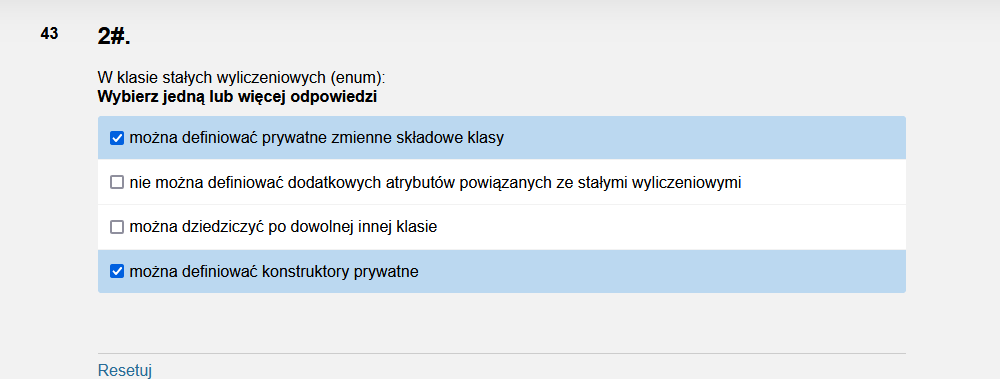 43
2#.
W klasie stałych wyliczeniowych (enum):
Wybierz jedną lub więcej odpowiedzi
można definiować prywatne zmienne składowe klasy
nie można definiować dodatkowych atrybutów powiązanych ze stałymi wyliczeniowymi
można dziedziczyć po dowolnej innej klasie
można definiować konstruktory prywatne
Resetuj